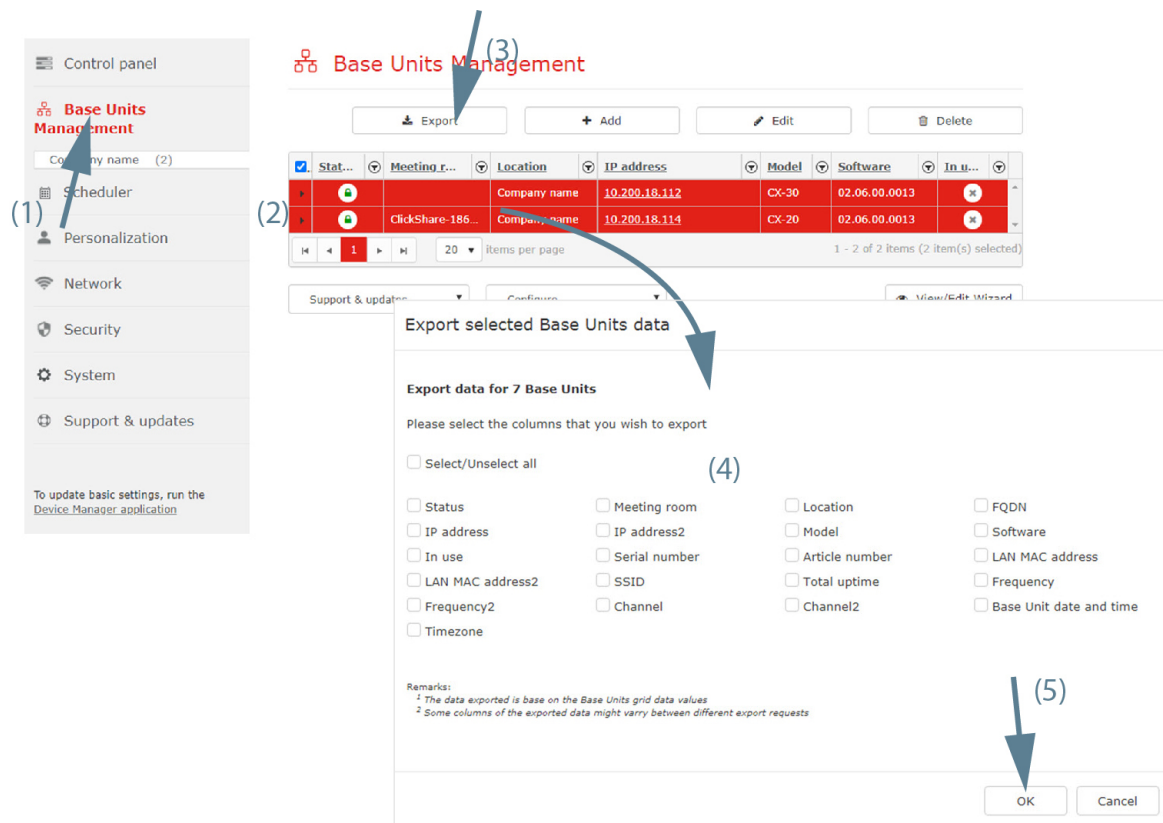 (3)
Control panel
Base Units Management
Base Units
Management
Export
Add
Edit
Delete
Company name (2)
Stat...
Meeting r...
Location
IP address
Model
Software
In u...
Scheduler
Company name
10.200.18.112
CX-30
02.06.00.0013
(1)
(2)
ClickShare-186...
Company name
10.200.18.114
CX-20
02.06.00.0013
Personalization
1
20
items per page
1 - 2 of 2 items (2 item(s) selected)
Network
Support & updates
Configure
View/Edit Wizard
Security
Export selected Base Units data
System
Export data for 7 Base Units
Support & updates
Please select the columns that you wish to export
Select/Unselect all
(4)
To update basic settings, run the
Device Manager application
Status
Meeting room
Location
FQDN
IP address
IP address2
Model
Software
In use
Serial number
Article number
LAN MAC address
LAN MAC address2
SSID
Total uptime
Frequency
Frequency2
Channel
Channel2
Base Unit date and time
Timezone
Remarks:
1 The data exported is base on the Base Units grid data values
2 Some columns of the exported data might varry between different export requests
(5)
OK
Cancel